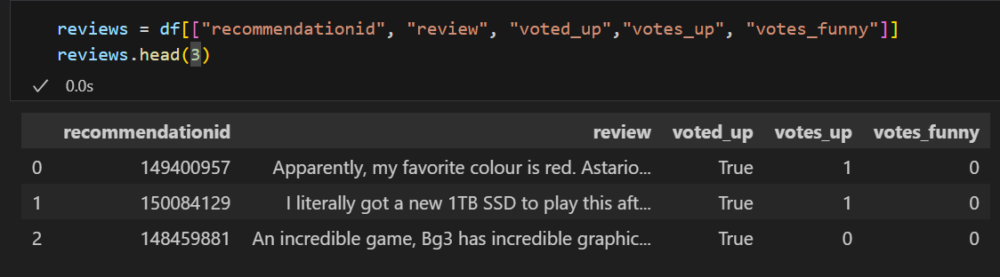 reviews = df[["recommendationid", "review", "voted_up","votes_up", "votes_funny"]]
reviews.head(3)
0.0s
recommendationid review voted_up votes_up votes_funny
0 149400957 Apparently, my favorite colour is red. Astario... True 1 0
1 150084129 I literally got a new 1TB SSD to play this aft... True 1 0
2 148459881 An incredible game, Bg3 has incredible graphic... True 0 0